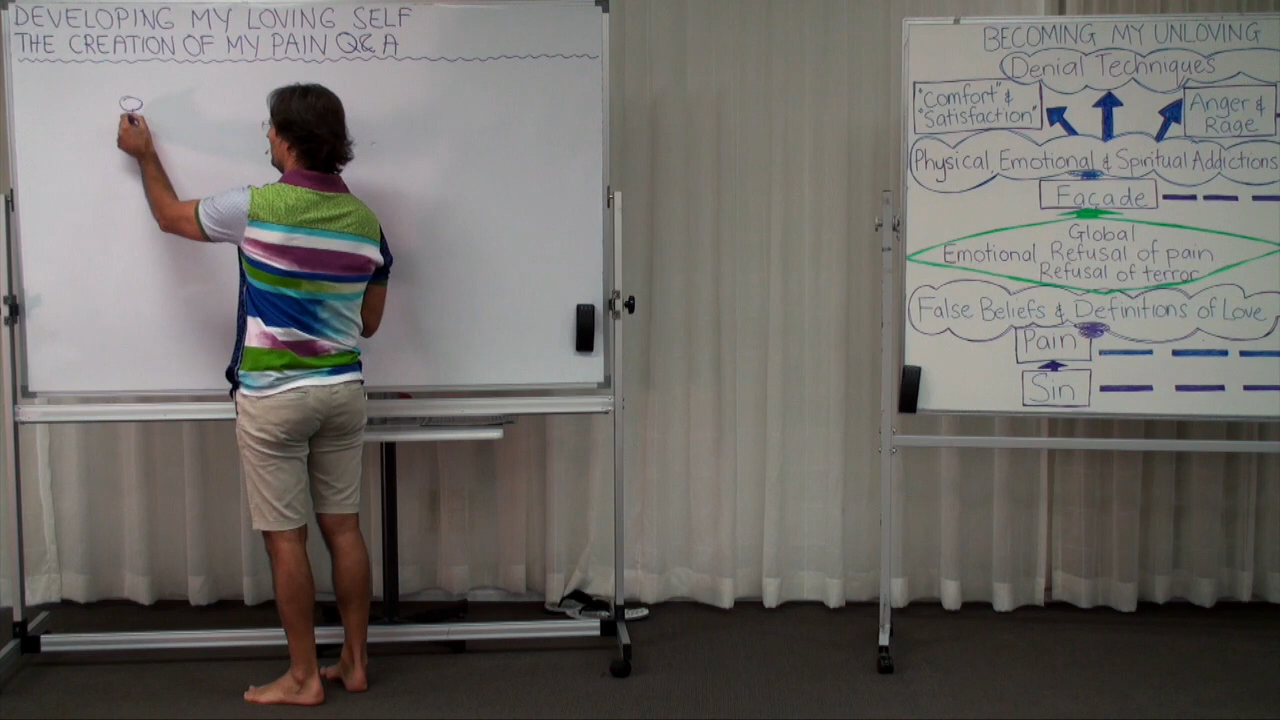 DEVELOPING MY LOVING SELF
THE CREATION OF MY PAIN Q&A
BECOMING MY UNLOVING
Denial Techniques
"Comfort" &
"Satisfaction"
Anger &
Rage
Physical, Emotional & Spiritual Addictions
Façade
Global
Emotional Refusal of pain
Refusal of terror
False Beliefs & Definitions of Love
Pain
Sin